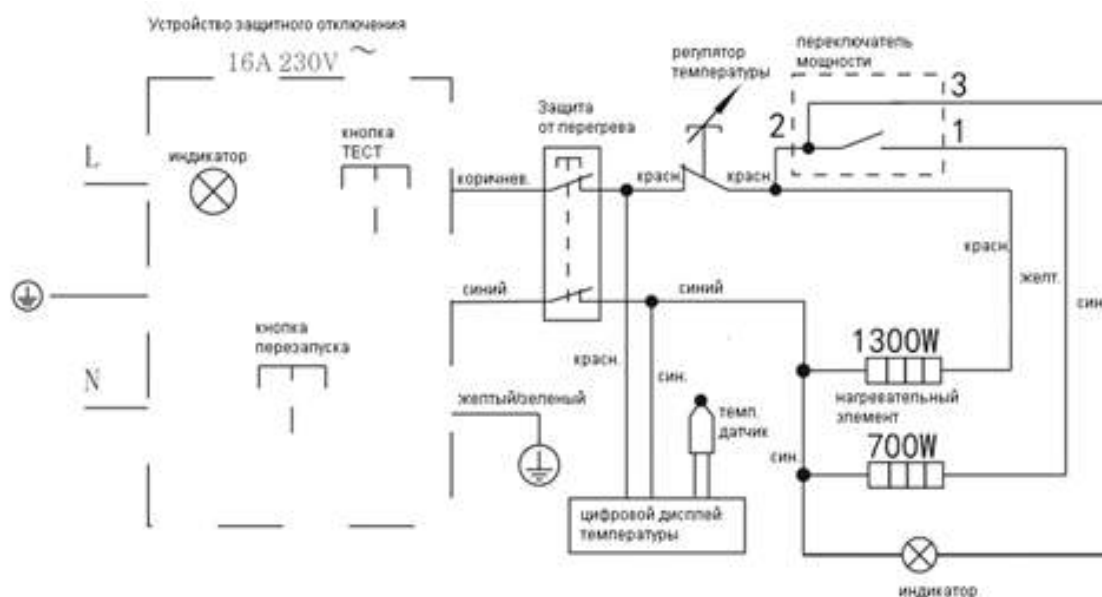 Устройство защитного отключения
16А 230V ~
L
индикатор
кнопка
ТЕСТ
коричнев.
Защита
от перегрева
красн.
регулятор
температуры
красн.
переключатель
мощности
2
3
1
красн.
желт.
син
синий
синий
N
кнопка
перезапуска
желтый/зеленый
красн.
син.
темп.
датчик
цифровой дисплей
температуры
1300W
нагревательный
элемент
700W
син.
индикатор